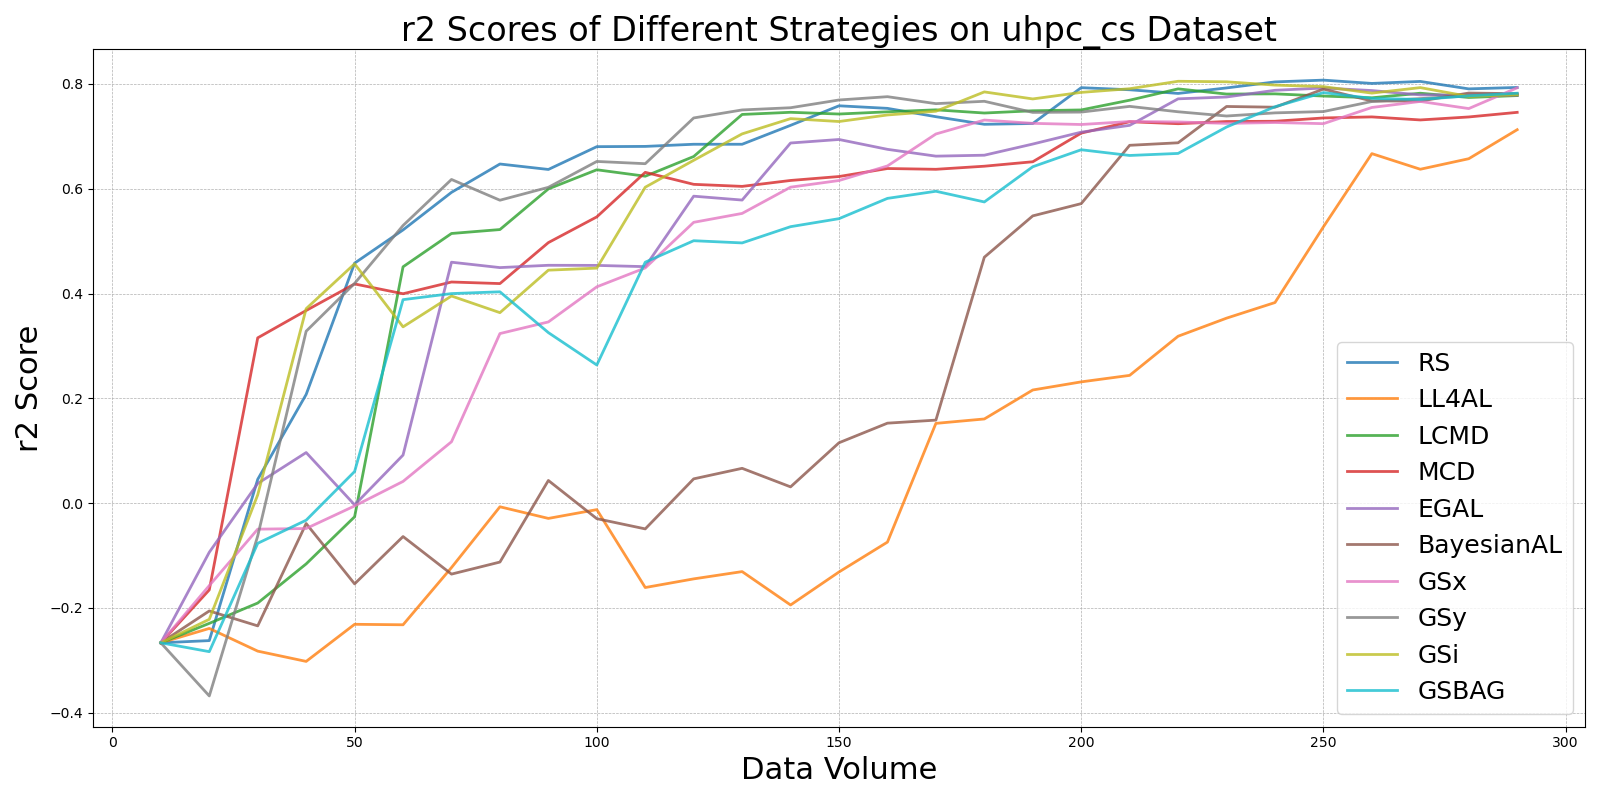 r2 Scores of Different Strategies on uhpc_cs Dataset
r2 Score
0.8
0.6
0.4
0.2
0.0
−0.2
−0.4
0 50 100 150 200 250 300
Data Volume
RS
LL4AL
LCMD
MCD
EGAL
BayesianAL
GSx
GSy
GSi
GSBAG